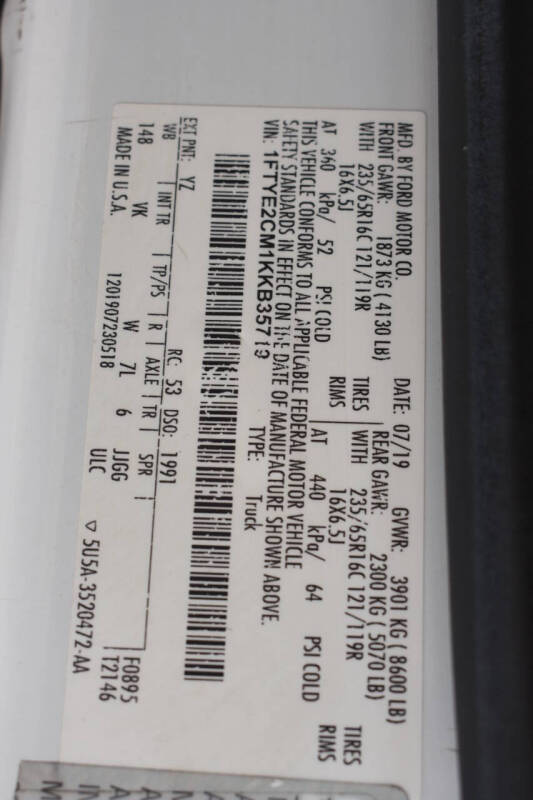 MFD. BY FORD MOTOR CO. DATE: 07/19 GVWR: 3901 KG ( 8600 LB)
FRONT GAWR: 1873 KG ( 4130 LB) REAR GAWR: 2300 KG ( 5070 LB)
WITH 235/65R16C 121/119R TIRES WITH 235/65R16C 121/119R TIRES
16X6.5J RIMS 16X6.5J RIMS
AT 360 kPa/ 52 PSI COLD AT 440 kPa/ 64 PSI COLD
THIS VEHICLE CONFORMS TO ALL APPLICABLE FEDERAL MOTOR VEHICLE
SAFETY STANDARDS IN EFFECT ON THE DATE OF MANUFACTURE SHOWN ABOVE.
VIN: 1FTYE2CM1KKB35719 TYPE: Truck
EXT PNT: YZ RC: 53 DSO: 1991 F0895
WB | INT TR | TP/PS | R | AXLE | TR | SPR T2146
148 VK W 7L 6 JJGG
MADE IN U.S.A. 1201907230518 ULC ▽ 5U5A-3520472-AA